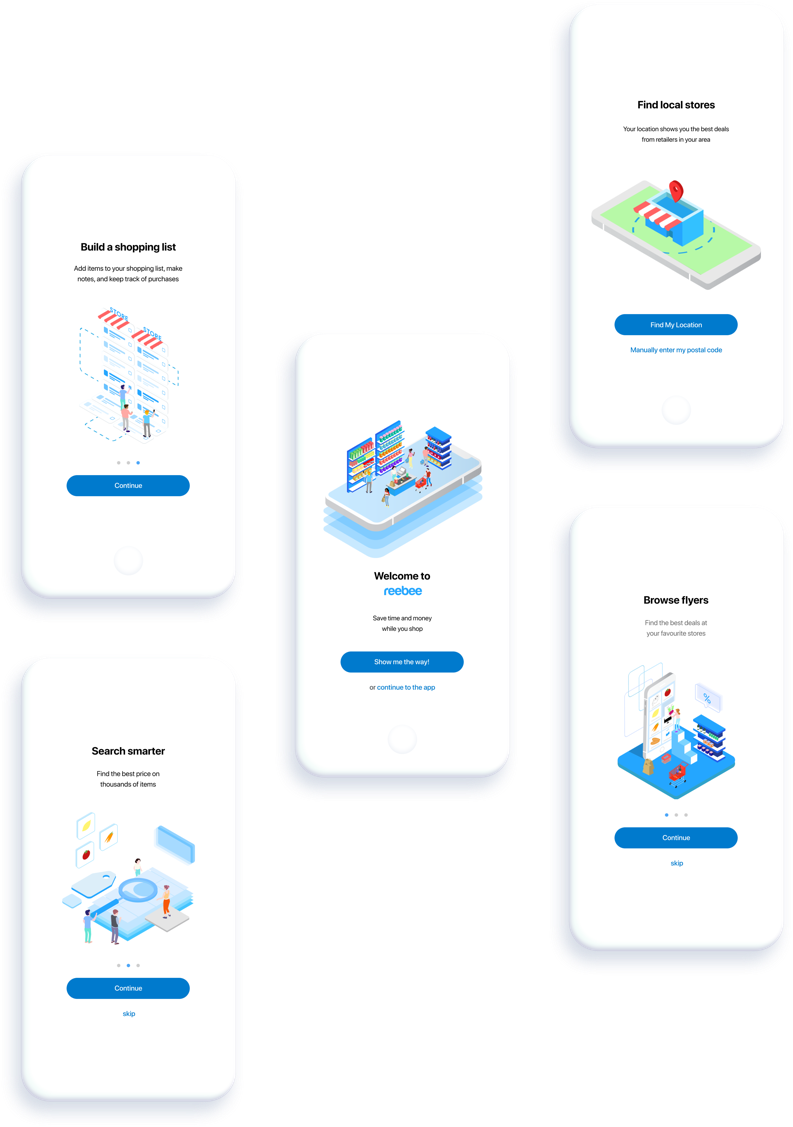 Find local stores
Your location shows you the best deals
from retailers in your area
Find My Location
Manually enter my postal code
Build a shopping list
Add items to your shopping list, make
notes, and keep track of purchases
STORE
STORE
Continue
Welcome to
reebee
Save time and money
while you shop
Show me the way!
or continue to the app
Browse flyers
Find the best deals at
your favourite stores
%
Continue
skip
Search smarter
Find the best price on
thousands of items
Continue
skip